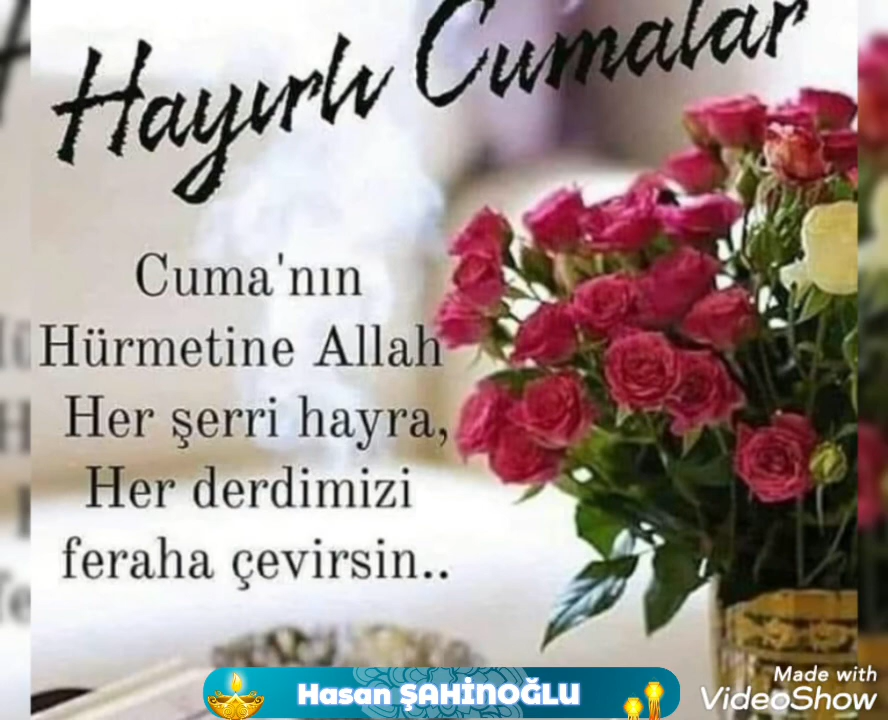 Hayırlı Cumalar
Cuma'nın
Hürmetine Allah
Her şerri hayra,
Her derdimizi
feraha çevirsin..
Hasan ŞAHİNOĞLU
Made with
VideoShow